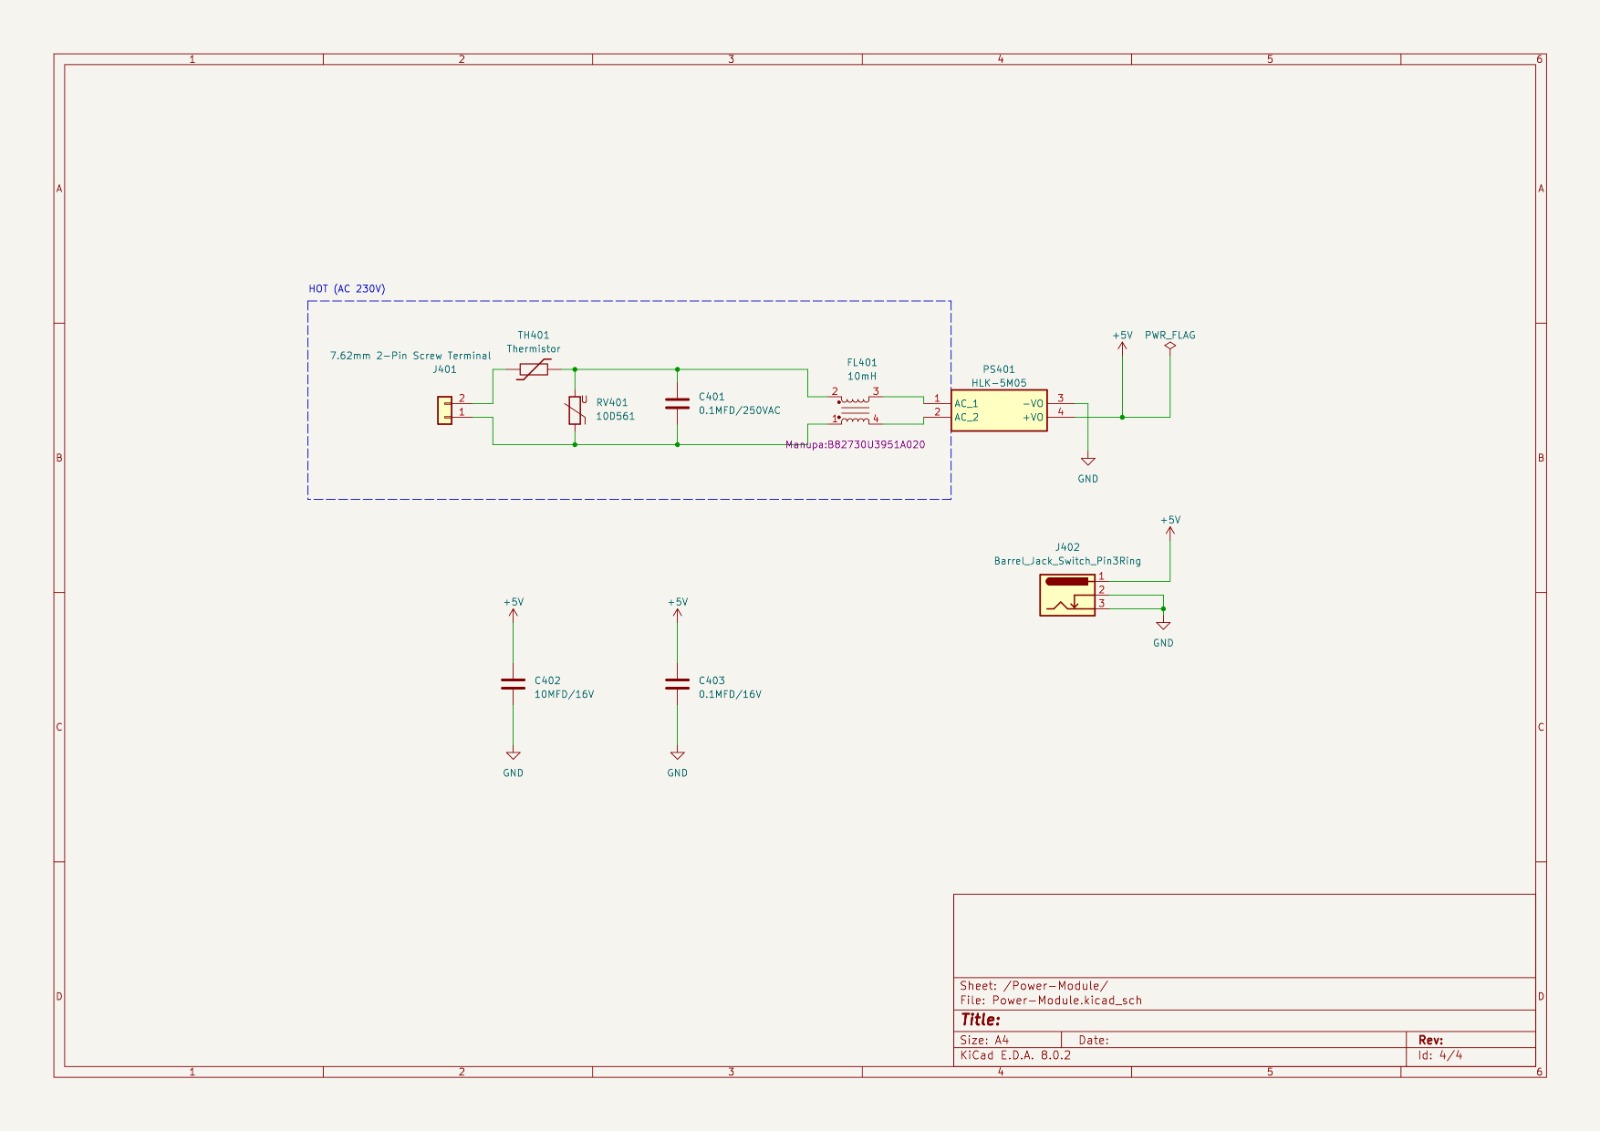 1 2 3 4 5 6
A A
HOT (AC 230V)
TH401
Thermistor
7.62mm 2-Pin Screw Terminal
J401
2
1
U
RV401
10D561
C401
0.1MFD/250VAC
FL401
10mH
2 3
1 4
Manupa:B82730U3951A020
PS401
HLK-5M05
1 AC_1 -VO 3
2 AC_2 +VO 4
+5V PWR_FLAG
GND
B B
+5V
J402
Barrel_Jack_Switch_Pin3Ring
1
2
3
GND
+5V
C402
10MFD/16V
GND
+5V
C403
0.1MFD/16V
GND
C C
Sheet: /Power-Module/
File: Power-Module.kicad_sch
Title:
Size: A4 Date: Rev:
KiCad E.D.A. 8.0.2 Id: 4/4
D D
1 2 3 4 5 6